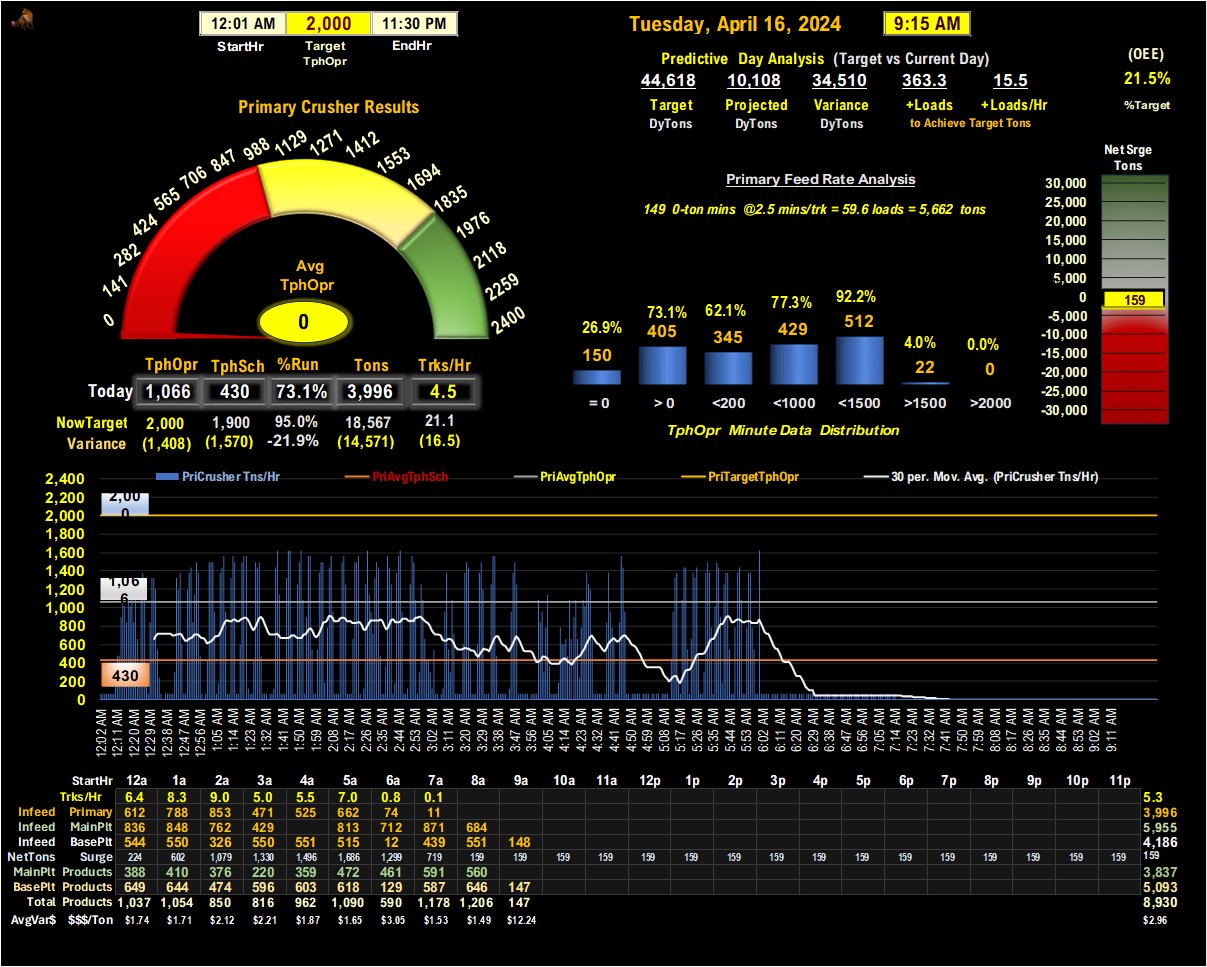 12:01 AM 2,000 11:30 PM
StartHr Target TphOpr EndHr
Tuesday, April 16, 2024 9:15 AM
Predictive Day Analysis (Target vs Current Day)
44,618 10,108 34,510 363.3 15.5
Target Projected Variance +Loads +Loads/Hr
DyTons DyTons DyTons to Achieve Target Tons
(OEE)
21.5%
%Target
Primary Crusher Results
0 141 282 424 565 706 847 988 1129 1271 1412 1553 1694 1835 1976 2118 2259 2400
Avg
TphOpr
0
TphOpr TphSch %Run Tons Trks/Hr
Today 1,066 430 73.1% 3,996 4.5
NowTarget 2,000 1,900 95.0% 18,567 21.1
Variance (1,408) (1,570) -21.9% (14,571) (16.5)
Primary Feed Rate Analysis
149 0-ton mins @2.5 mins/trk = 59.6 loads = 5,662 tons
26.9% 73.1% 62.1% 77.3% 92.2% 4.0% 0.0%
150 405 345 429 512 22 0
= 0 > 0 <200 <1000 <1500 >1500 >2000
TphOpr Minute Data Distribution
Net Srge
Tons
30,000
25,000
20,000
15,000
10,000
5,000
0
159
-5,000
-10,000
-15,000
-20,000
-25,000
-30,000
PriCrusher Tns/Hr PriAvgTphSch PriAvgTphOpr PriTargetTphOpr 30 per. Mov. Avg. (PriCrusher Tns/Hr)
2,400
2,200
2,000
1,800
1,600
1,400
1,200
1,000
800
600
400
200
0
2,000
1,066
430
12:02 AM 12:11 AM 12:20 AM 12:29 AM 12:38 AM 12:47 AM 12:56 AM 1:05 AM 1:14 AM 1:23 AM 1:32 AM 1:41 AM 1:50 AM 1:59 AM 2:08 AM 2:17 AM 2:26 AM 2:35 AM 2:44 AM 2:53 AM 3:02 AM 3:11 AM 3:20 AM 3:29 AM 3:38 AM 3:47 AM 3:56 AM 4:05 AM 4:14 AM 4:23 AM 4:32 AM 4:41 AM 4:50 AM 4:59 AM 5:08 AM 5:17 AM 5:26 AM 5:35 AM 5:44 AM 5:53 AM 6:02 AM 6:11 AM 6:20 AM 6:29 AM 6:38 AM 6:47 AM 6:56 AM 7:05 AM 7:14 AM 7:23 AM 7:32 AM 7:41 AM 7:50 AM 7:59 AM 8:08 AM 8:17 AM 8:26 AM 8:35 AM 8:44 AM 8:53 AM 9:02 AM 9:11 AM
StartHr 12a 1a 2a 3a 4a 5a 6a 7a 8a 9a 10a 11a 12p 1p 2p 3p 4p 5p 6p 7p 8p 9p 10p 11p
Trks/Hr 6.4 8.3 9.0 5.0 5.5 7.0 0.8 0.1 5.3
Infeed Primary 612 788 853 471 525 662 74 11 3,996
Infeed MainPlt 836 848 762 429 813 712 871 684 5,955
Infeed BasePlt 544 550 326 550 551 515 12 439 551 148 4,186
NetTons Surge 224 602 1,079 1,330 1,496 1,686 1,299 719 159 159 159 159 159 159 159 159 159 159 159 159 159 159 159 159 159
MainPlt Products 388 410 376 220 359 472 461 591 560 3,837
BasePlt Products 649 644 474 596 603 618 129 587 646 147 5,093
Total Products 1,037 1,054 850 816 962 1,090 590 1,178 1,206 147 8,930
AvgVar$ $$$/Ton $1.74 $1.71 $2.12 $2.21 $1.87 $1.65 $3.05 $1.53 $1.49 $12.24 $2.96